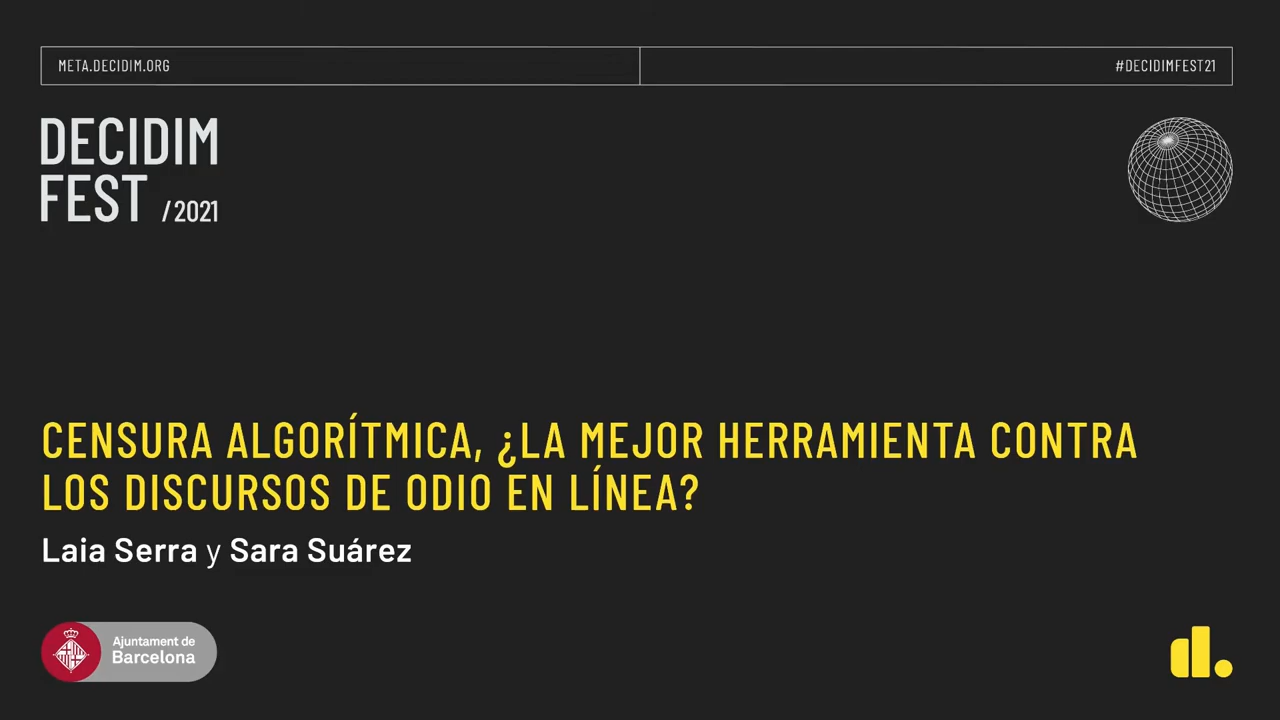 META.DECIDIM.ORG
#DECIDIMFEST21
DECIDIM
FEST /2021
CENSURA ALGORÍTMICA, ¿LA MEJOR HERRAMIENTA CONTRA
LOS DISCURSOS DE ODIO EN LÍNEA?
Laia Serra y Sara Suárez
Ajuntament de
Barcelona
d.